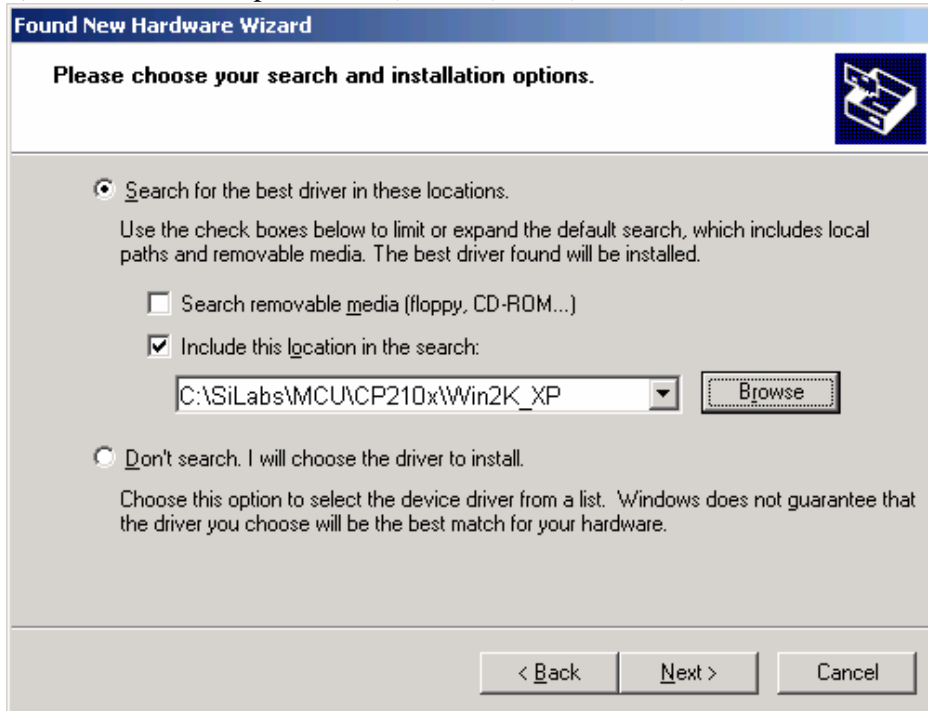 Found New Hardware Wizard
Please choose your search and installation options.
Search for the best driver in these locations.
Use the check boxes below to limit or expand the default search, which includes local
paths and removable media. The best driver found will be installed.
Search removable media (floppy, CD-ROM...)
Include this location in the search:
C:\SiLabs\MCU\CP210x\Win2K_XP
Browse
Don't search. I will choose the driver to install.
Choose this option to select the device driver from a list. Windows does not guarantee that
the driver you choose will be the best match for your hardware.
< Back Next > Cancel